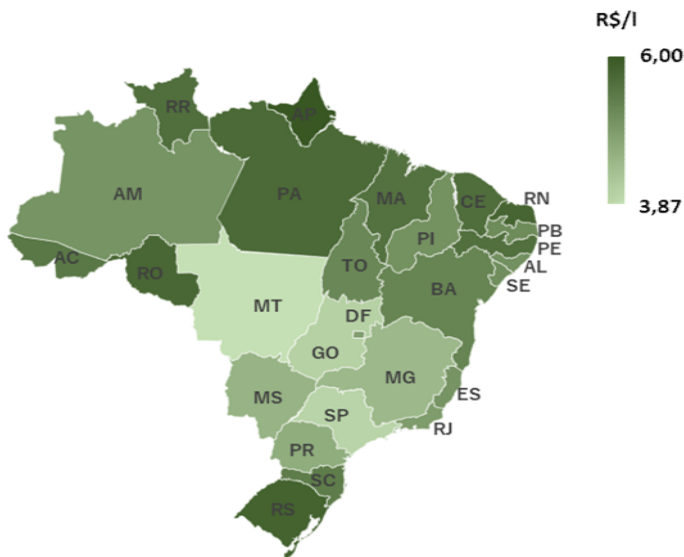 R$/l
6,00
3,87
RR
AP
AM
PA
MA
CE
RN
PB
PE
AL
SE
PI
AC
RO
TO
BA
MT
DF
GO
MG
ES
MS
SP
RJ
PR
SC
RS